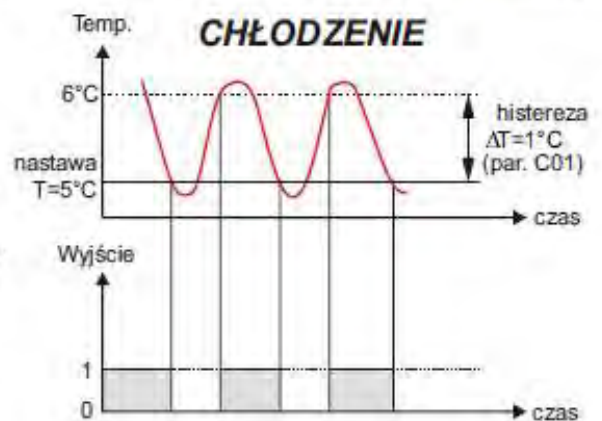 Temp.
CHŁODZENIE
6°C
histereza
ΔT=1°C
(par. C01)
nastawa
T=5°C
czas
Wyjście
1
0
czas